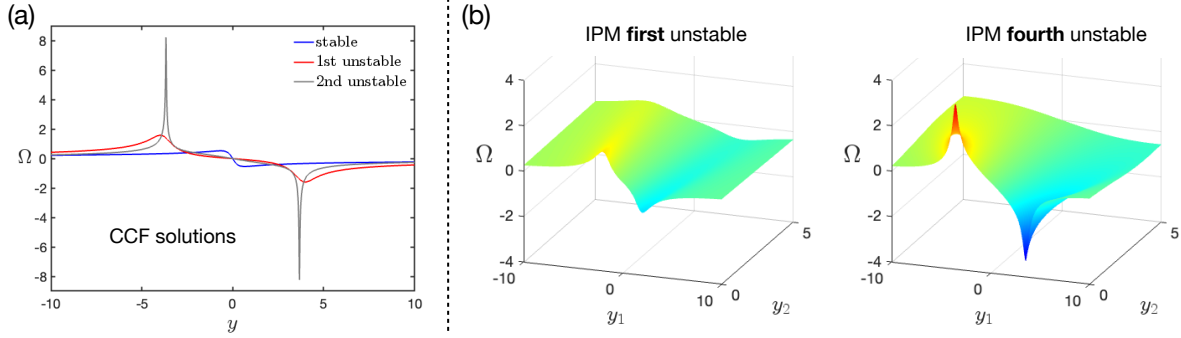 (a)
8
6
4
2
0
-2
-4
-6
-8
Ω
stable
1st unstable
2nd unstable
CCF solutions
-10
-5
0
5
10
y
(b)
IPM first unstable
4
2
0
-2
-4
Ω
-10
0
10
y1
0
5
y2
IPM fourth unstable
4
2
0
-2
-4
Ω
-10
0
10
y1
0
5
y2